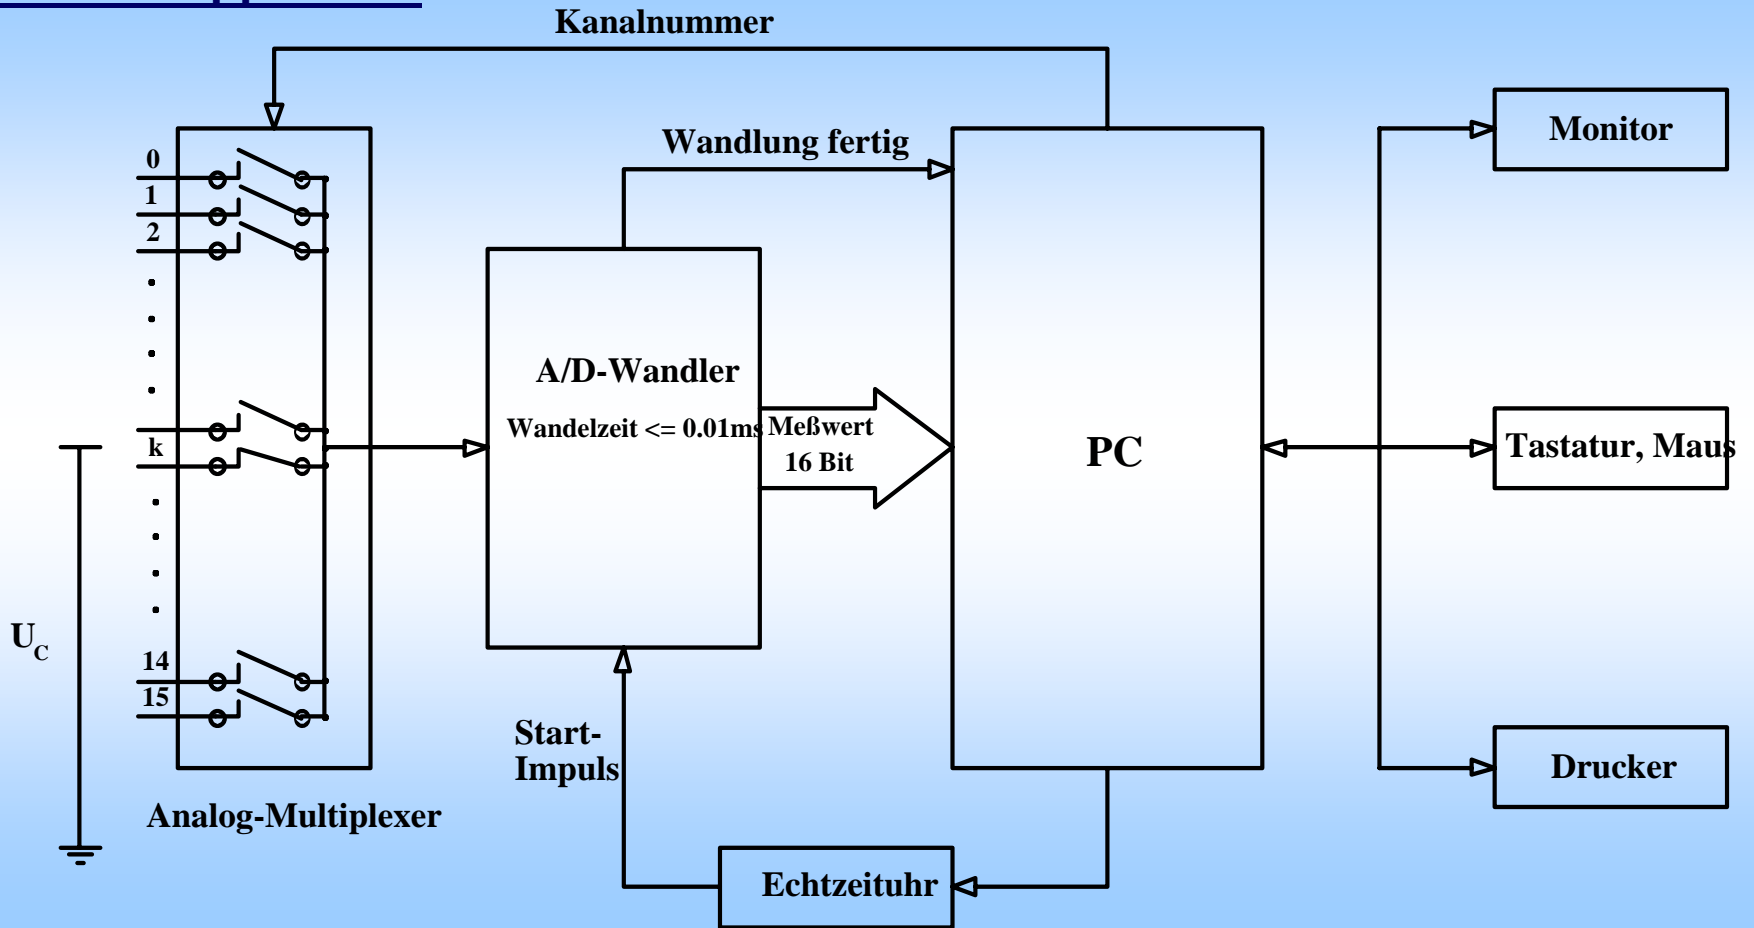 Kanalnummer
Wandlung fertig
Monitor
0
1
2
A/D-Wandler
Wandelzeit <= 0.01ms
Meßwert
16 Bit
PC
Tastatur, Maus
k
U_C
14
15
Start-
Impuls
Drucker
Analog-Multiplexer
Echtzeituhr